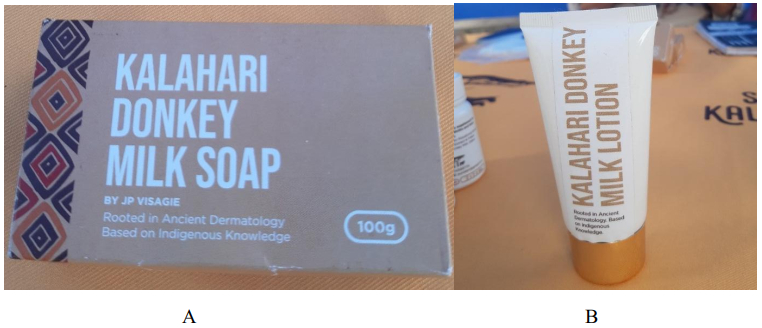 KALAHARI
DONKEY
MILK SOAP
BY JP VISAGIE
Rooted in Ancient Dermatology
Based on Indigenous Knowledge
100g
KALAHARI DONKEY
MILK LOTION
Rooted in Ancient
Dermatology. Based
on Indigenous
Knowledge.
S
KAL
A
B